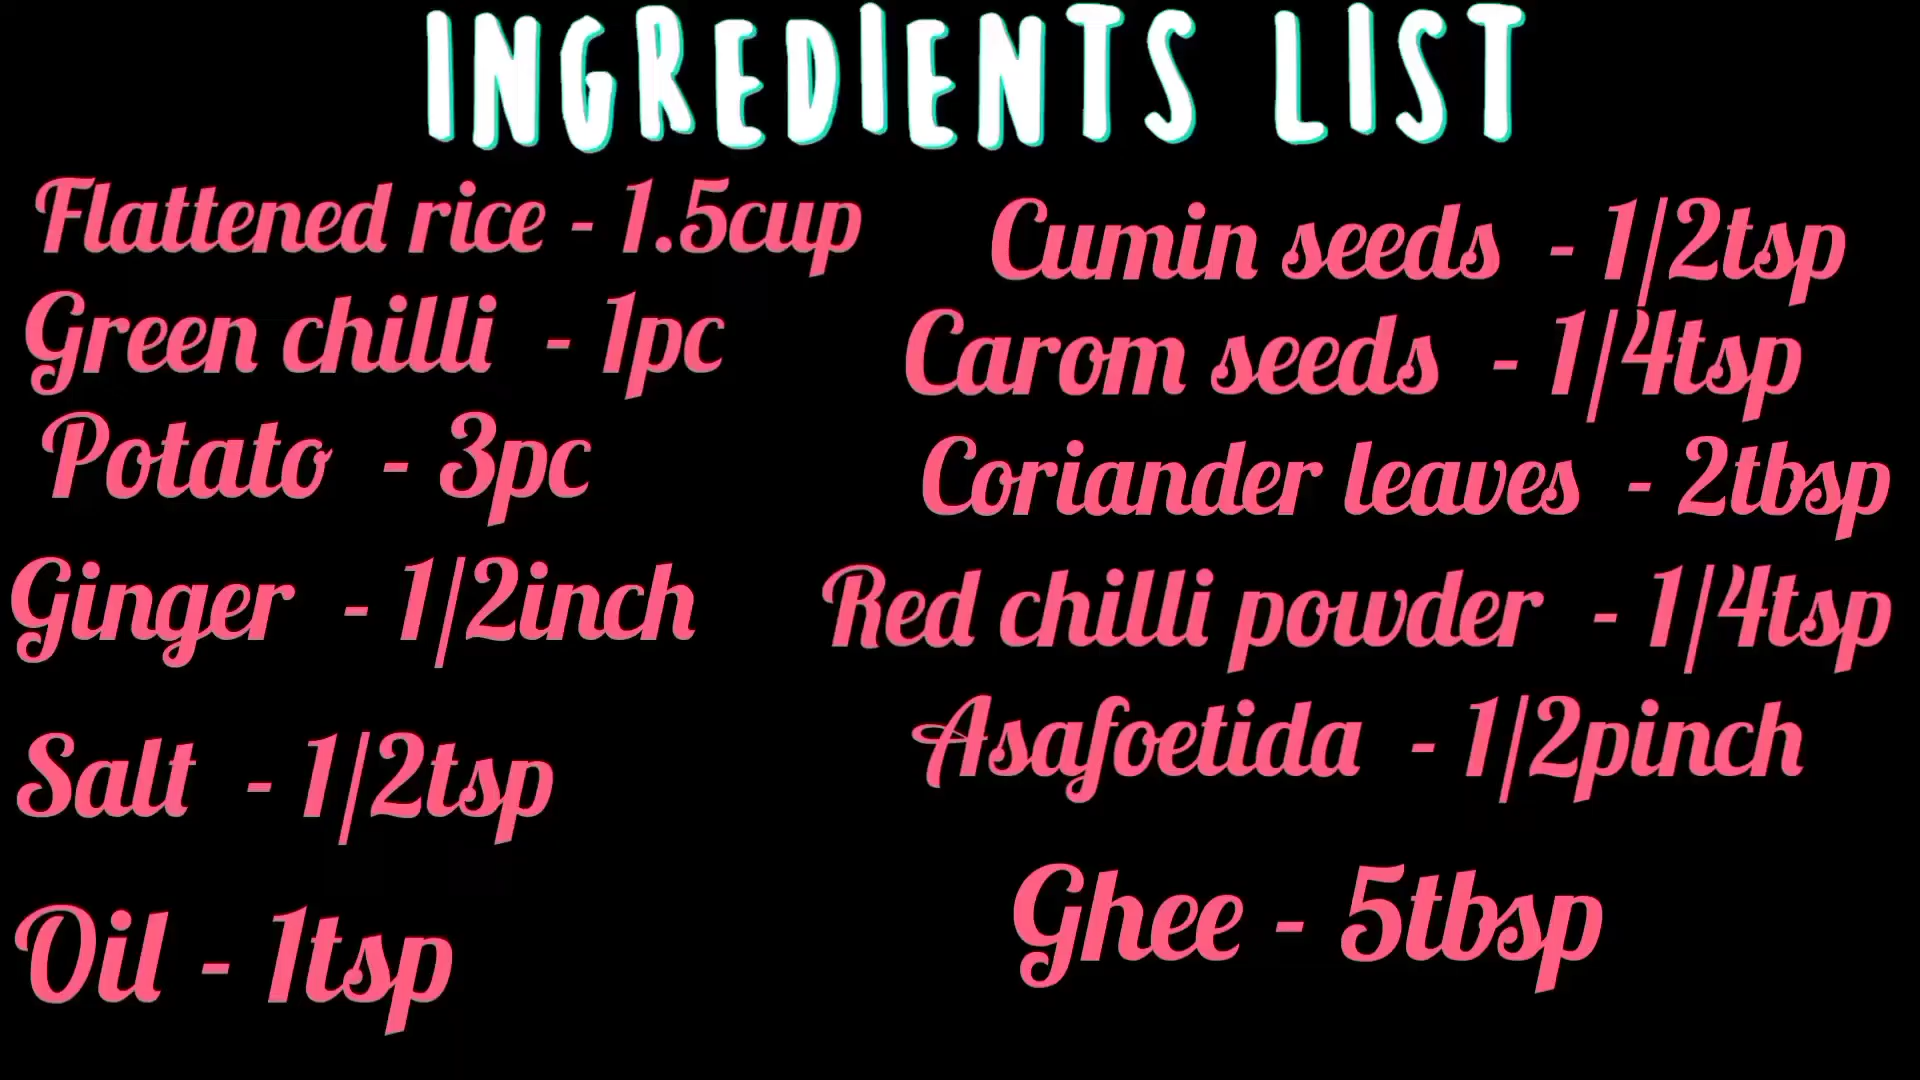 INGREDIENTS LIST
Flattened rice - 1.5cup
Green chilli - 1pc
Potato - 3pc
Ginger - 1/2inch
Salt - 1/2tsp
Oil - 1tsp
Cumin seeds - 1/2tsp
Carom seeds - 1/4tsp
Coriander leaves - 2tbsp
Red chilli powder - 1/4tsp
Asafoetida - 1/2pinch
Ghee - 5tbsp